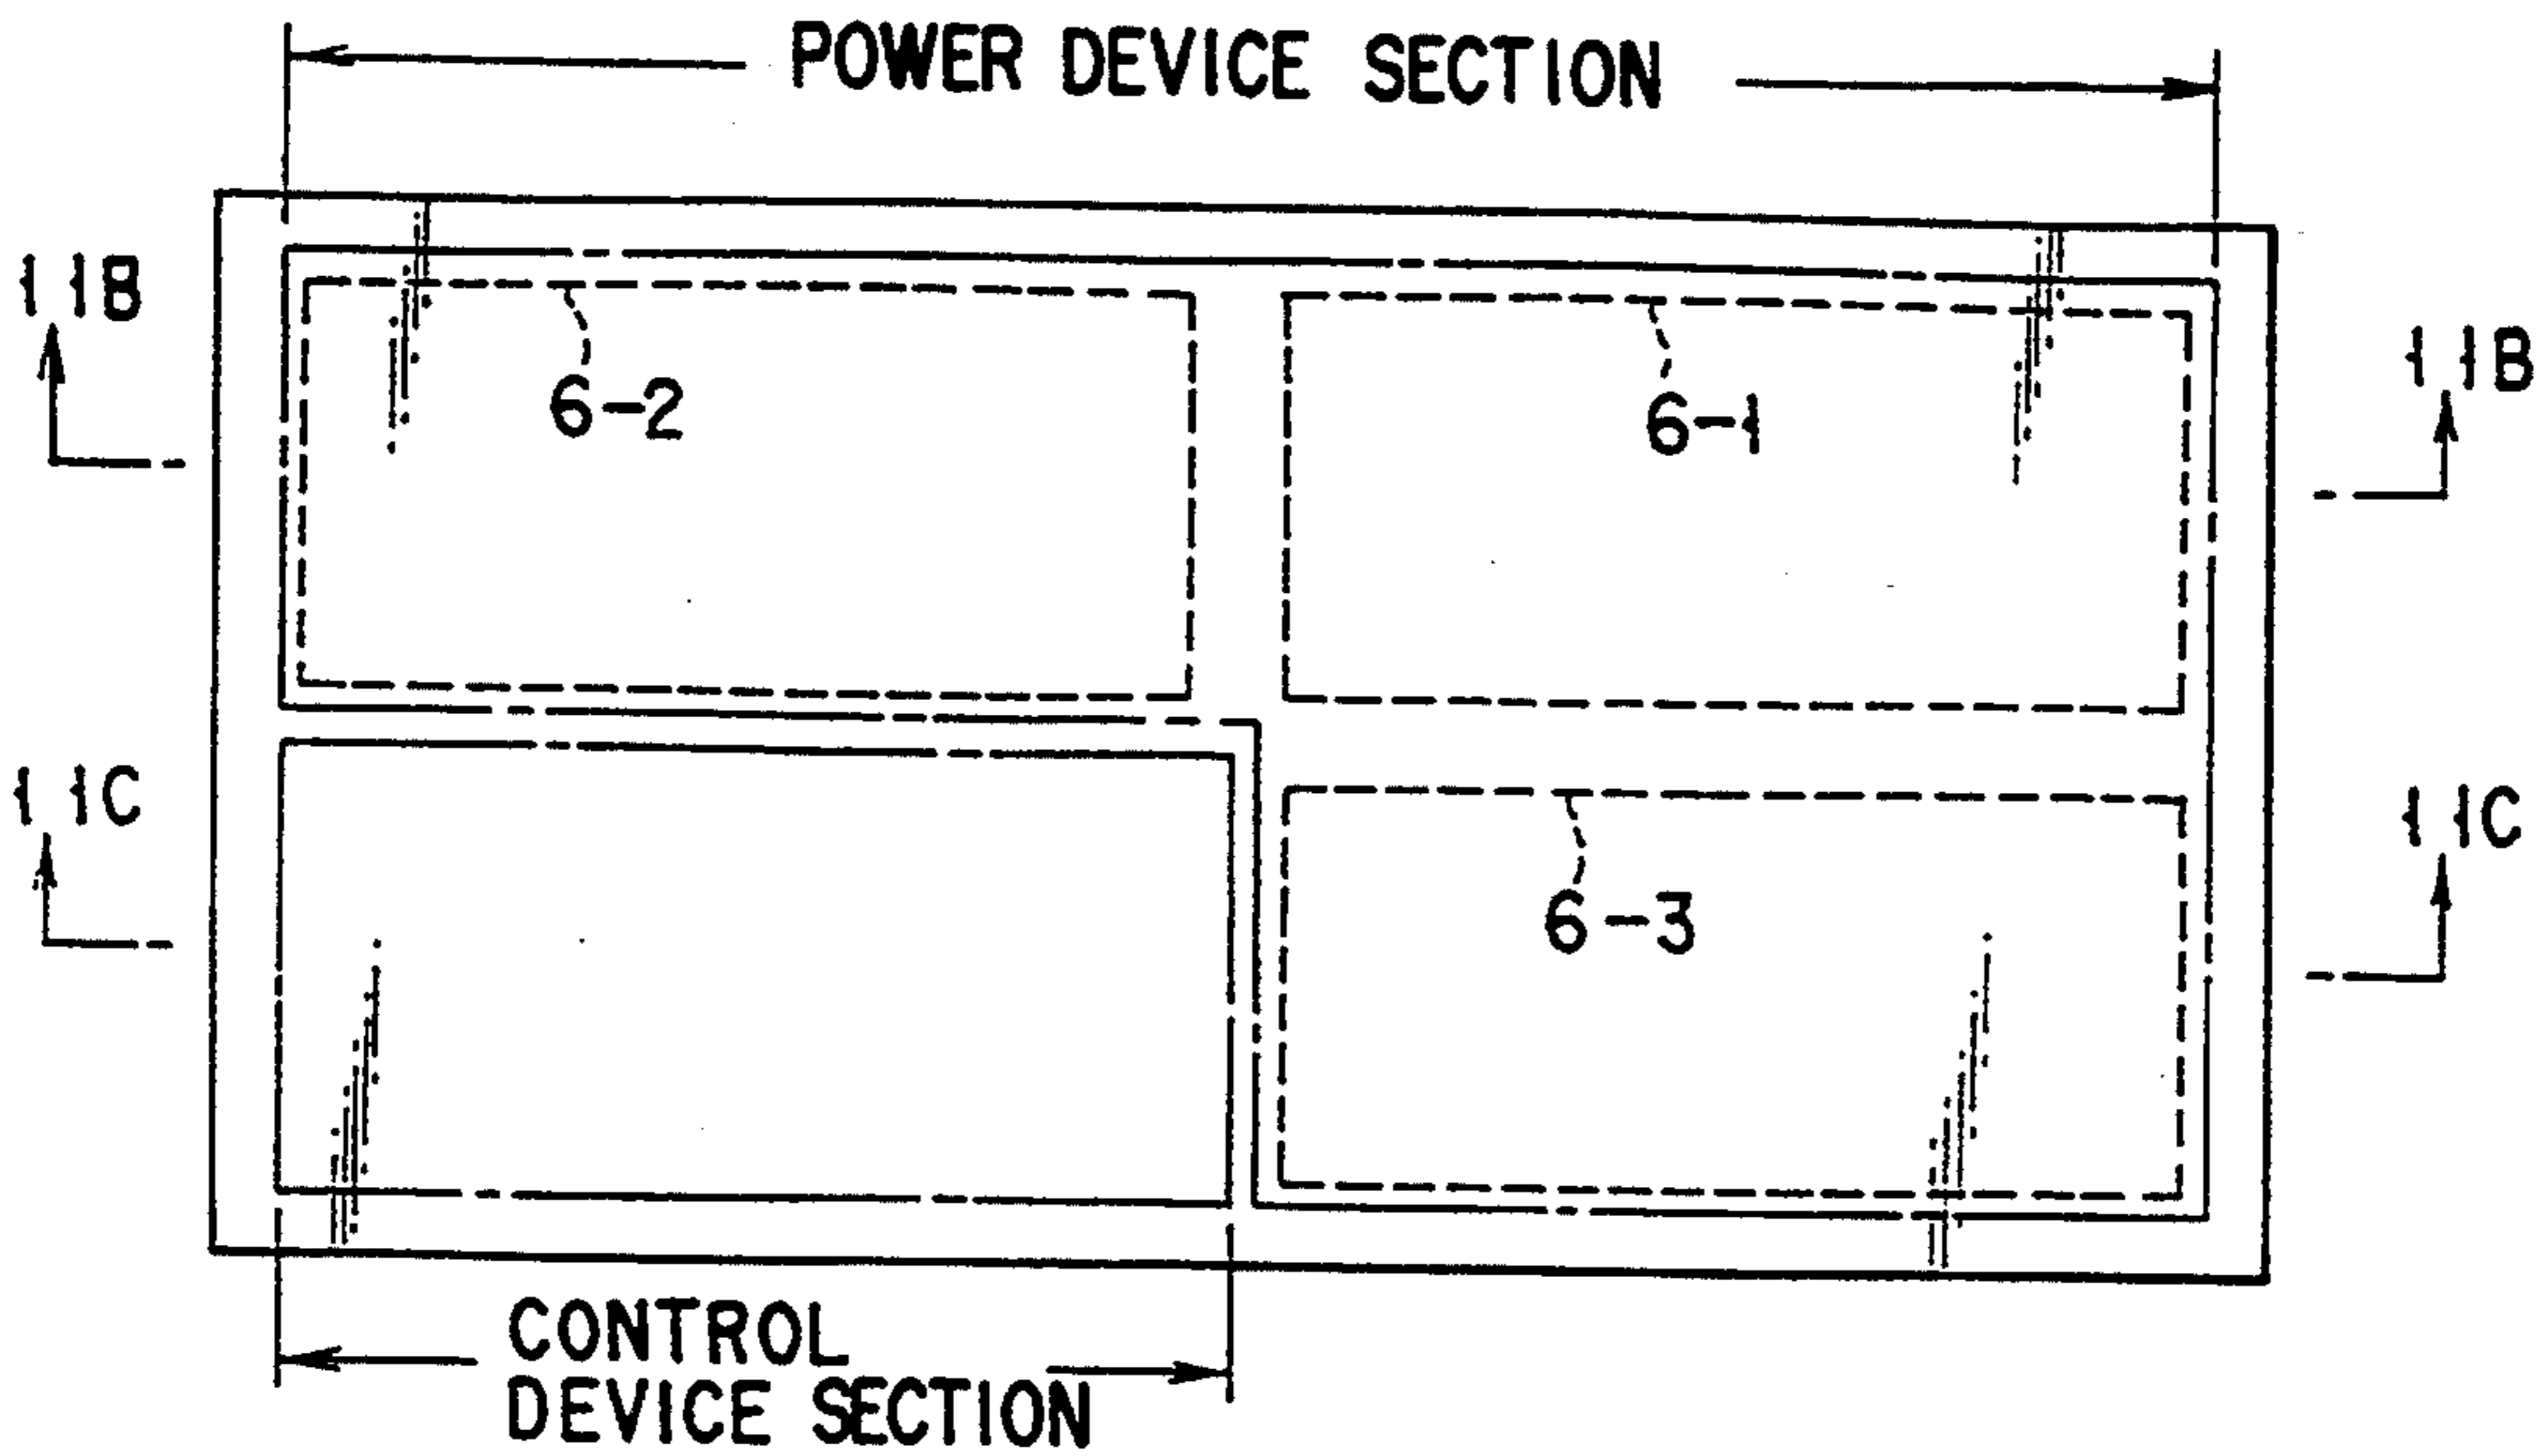 POWER DEVICE SECTION
11B
11B
6-2
6-1
11C
11C
6-3
CONTROL
DEVICE SECTION